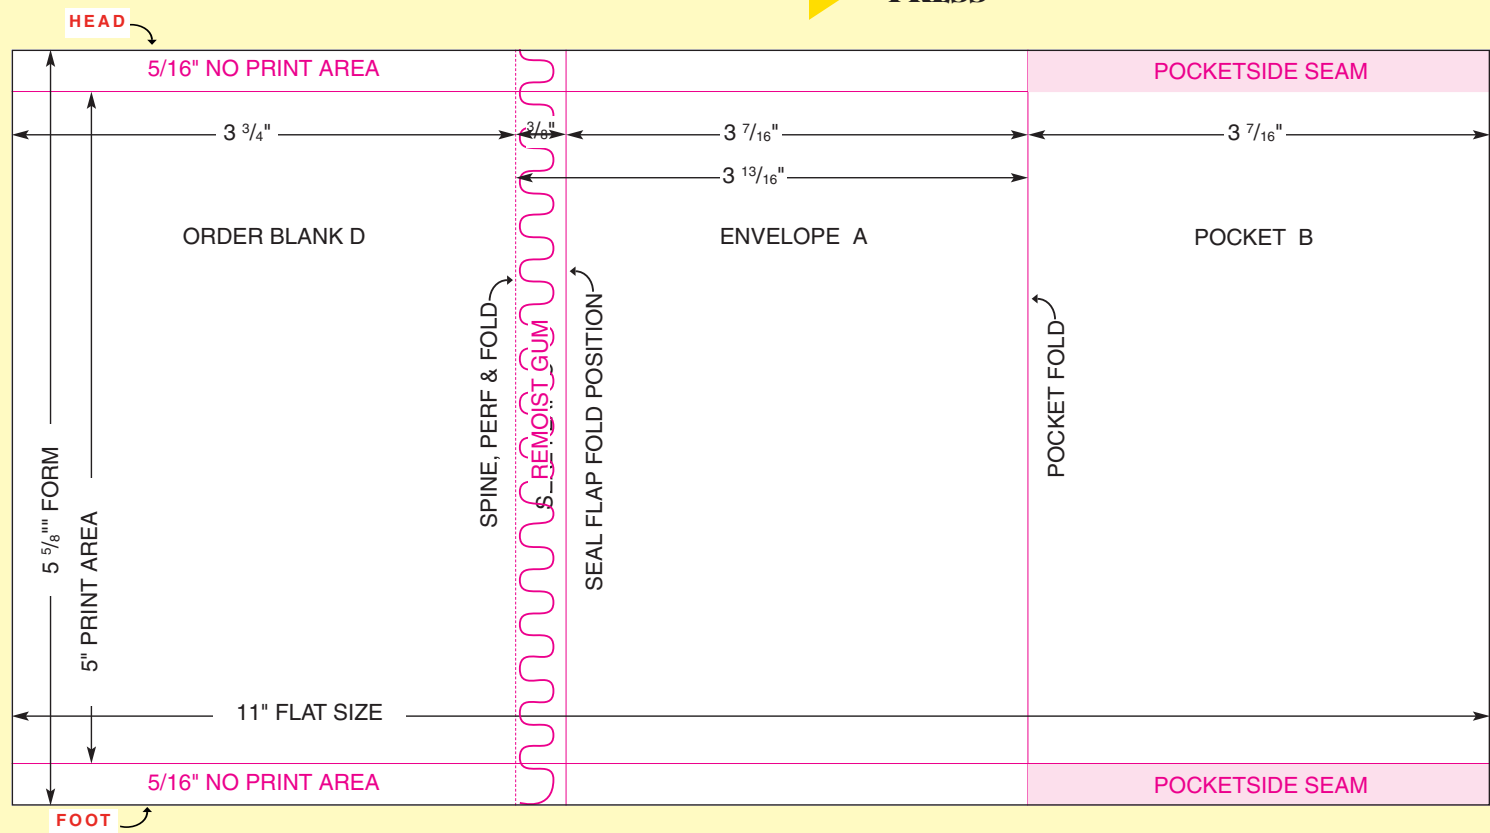 HEAD
5/16" NO PRINT AREA
POCKETSIDE SEAM
3 3/4"
3/8"
3 7/16"
3 7/16"
3 13/16"
ORDER BLANK D
ENVELOPE A
POCKET B
SPINE, PERF & FOLD
REMOIST GUM
SEAL FLAP FOLD POSITION
POCKET FOLD
5 5/8"" FORM
5" PRINT AREA
11" FLAT SIZE
5/16" NO PRINT AREA
POCKETSIDE SEAM
FOOT